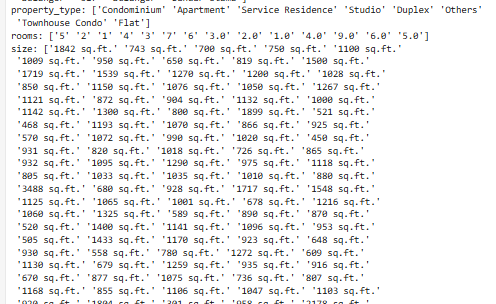 property_type: ['Condominium' 'Apartment' 'Service Residence' 'Studio' 'Duplex' 'Others'
'Townhouse Condo' 'Flat']
rooms: ['5' '2' '1' '4' '3' '7' '6' '3.0' '2.0' '1.0' '4.0' '9.0' '6.0' '5.0']
size: ['1842 sq.ft.' '743 sq.ft.' '700 sq.ft.' '750 sq.ft.' '1100 sq.ft.'
'1009 sq.ft.' '950 sq.ft.' '650 sq.ft.' '819 sq.ft.' '1500 sq.ft.'
'1719 sq.ft.' '1539 sq.ft.' '1270 sq.ft.' '1200 sq.ft.' '1028 sq.ft.'
'850 sq.ft.' '1150 sq.ft.' '1076 sq.ft.' '1050 sq.ft.' '1267 sq.ft.'
'1121 sq.ft.' '872 sq.ft.' '904 sq.ft.' '1132 sq.ft.' '1000 sq.ft.'
'1142 sq.ft.' '1300 sq.ft.' '800 sq.ft.' '1899 sq.ft.' '521 sq.ft.'
'468 sq.ft.' '1193 sq.ft.' '1070 sq.ft.' '866 sq.ft.' '925 sq.ft.'
'570 sq.ft.' '1072 sq.ft.' '990 sq.ft.' '1020 sq.ft.' '450 sq.ft.'
'931 sq.ft.' '820 sq.ft.' '1018 sq.ft.' '726 sq.ft.' '865 sq.ft.'
'932 sq.ft.' '1095 sq.ft.' '1290 sq.ft.' '975 sq.ft.' '1118 sq.ft.'
'805 sq.ft.' '1033 sq.ft.' '1035 sq.ft.' '1010 sq.ft.' '880 sq.ft.'
'3488 sq.ft.' '680 sq.ft.' '928 sq.ft.' '1717 sq.ft.' '1548 sq.ft.'
'1125 sq.ft.' '1065 sq.ft.' '1001 sq.ft.' '678 sq.ft.' '1216 sq.ft.'
'1060 sq.ft.' '1325 sq.ft.' '589 sq.ft.' '890 sq.ft.' '870 sq.ft.'
'520 sq.ft.' '1400 sq.ft.' '1141 sq.ft.' '1096 sq.ft.' '953 sq.ft.'
'505 sq.ft.' '1433 sq.ft.' '1170 sq.ft.' '923 sq.ft.' '648 sq.ft.'
'930 sq.ft.' '558 sq.ft.' '780 sq.ft.' '1272 sq.ft.' '609 sq.ft.'
'1130 sq.ft.' '679 sq.ft.' '1259 sq.ft.' '935 sq.ft.' '916 sq.ft.'
'670 sq.ft.' '877 sq.ft.' '1075 sq.ft.' '736 sq.ft.' '807 sq.ft.'
'1168 sq.ft.' '855 sq.ft.' '1106 sq.ft.' '1047 sq.ft.' '1103 sq.ft.'